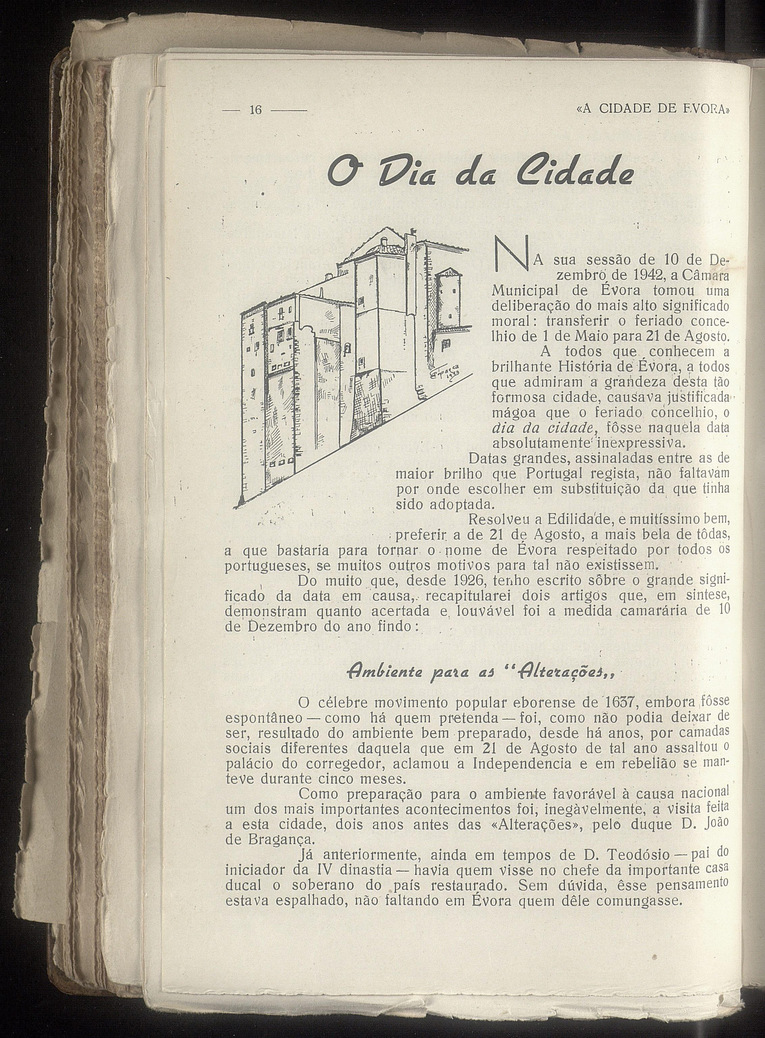 — 16 ——
«A CIDADE DE EVORA»
O Dia da Cidade
NA sua sessão de 10 de De-
zembro de 1942, a Câmara
Municipal de Évora tomou uma
deliberação do mais alto significado
moral: transferir o feriado conce-
lhio de 1 de Maio para 21 de Agosto.
A todos que conhecem a
brilhante História de Évora, a todos
que admiram a grandeza desta tão
formosa cidade, causava justificada
mágoa que o feriado concelhio, o
dia da cidade, fôsse naquela data
absolutamente inexpressiva.
Datas grandes, assinaladas entre as de
maior brilho que Portugal regista, não faltavam
por onde escolher em substituição da que tinha
sido adoptada.
Resolveu a Edilidade, e muitíssimo bem,
preferir a de 21 de Agosto, a mais bela de tôdas,
a que bastaria para tornar o nome de Évora respeitado por todos os
portugueses, se muitos outros motivos para tal não existissem.
Do muito que, desde 1926, tenho escrito sôbre o grande signi-
ficado da data em causa, recapitularei dois artigos que, em sintese,
demonstram quanto acertada e louvável foi a medida camarária de 10
de Dezembro do ano findo:
Ambiente para as “Alterações„
O célebre movimento popular eborense de 1637, embora fôsse
espontâneo — como há quem pretenda — foi, como não podia deixar de
ser, resultado do ambiente bem preparado, desde há anos, por camadas
sociais diferentes daquela que em 21 de Agosto de tal ano assaltou o
palácio do corregedor, aclamou a Independencia e em rebelião se man-
teve durante cinco meses.
Como preparação para o ambiente favorável à causa nacional
um dos mais importantes acontecimentos foi, inegàvelmente, a visita feita
a esta cidade, dois anos antes das «Alterações», pelo duque D. João
de Bragança.
Já anteriormente, ainda em tempos de D. Teodósio — pai do
iniciador da IV dinastia — havia quem visse no chefe da importante casa
ducal o soberano do país restaurado. Sem dúvida, êsse pensamento
estava espalhado, não faltando em Évora quem dêle comungasse.